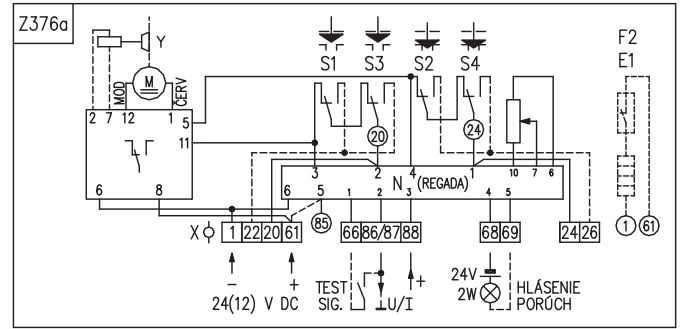 Z376a
Y
M
MOD
ČERV
2 7 12 1
5
11
6 8
S1 S3 S2 S4
20
24
F2
E1
3 2 4 1 10 7 6
N (REGADA)
6 5 1 2 3 4 5
85
1 61
X 1 22 20 61 66 86/87 88 68 69 24 26
− +
24(12) V DC
TEST
SIG.
U/I
+
24V
2W
HLÁSENIE
PORÚCH